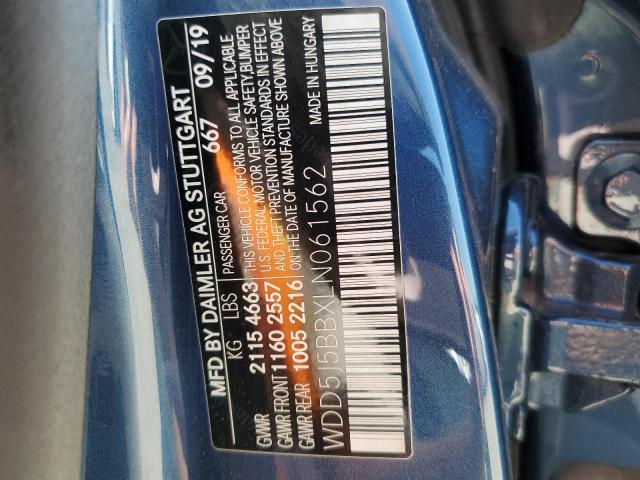 MFD BY DAIMLER AG STUTTGART
667 09/19
KG LBS PASSENGER CAR
GVWR 2115 4663 THIS VEHICLE CONFORMS TO ALL APPLICABLE
GAWR FRONT 1160 2557 U.S. FEDERAL MOTOR VEHICLE SAFETY,BUMPER
GAWR REAR 1005 2216 AND THEFT PREVENTION STANDARDS IN EFFECT
ON THE DATE OF MANUFACTURE SHOWN ABOVE
MADE IN HUNGARY
WDD5J5BBXLN061562